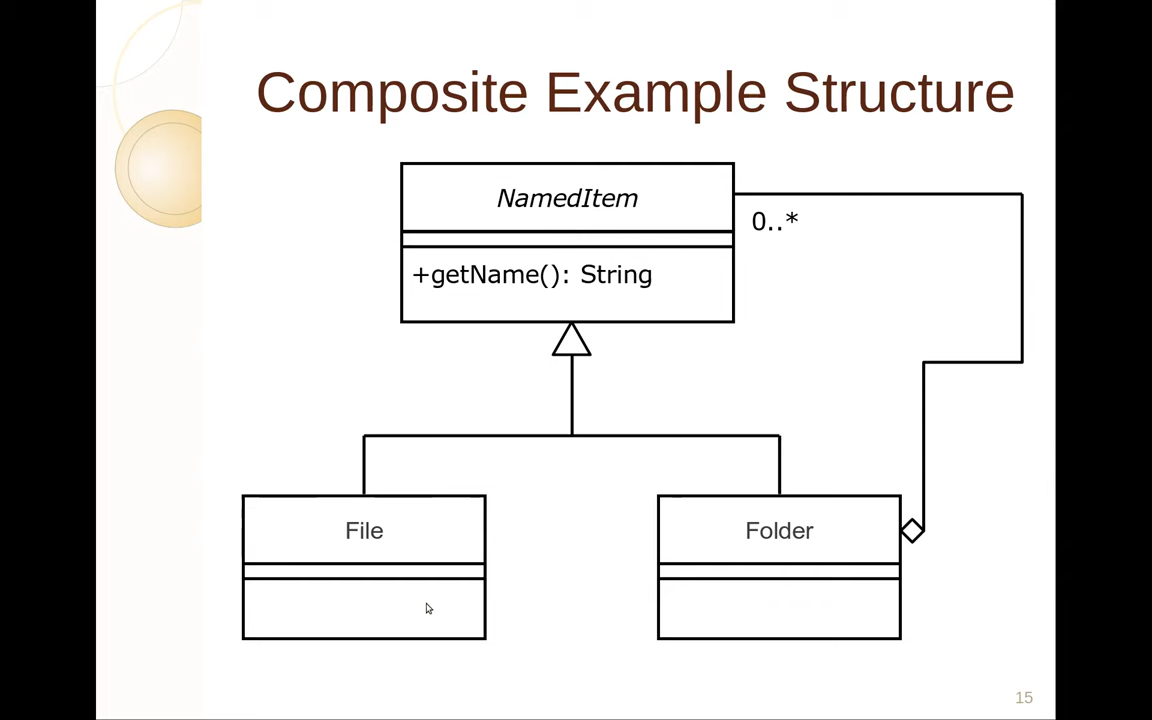 Composite Example Structure
NamedItem
0..*
+getName(): String
File
Folder
15